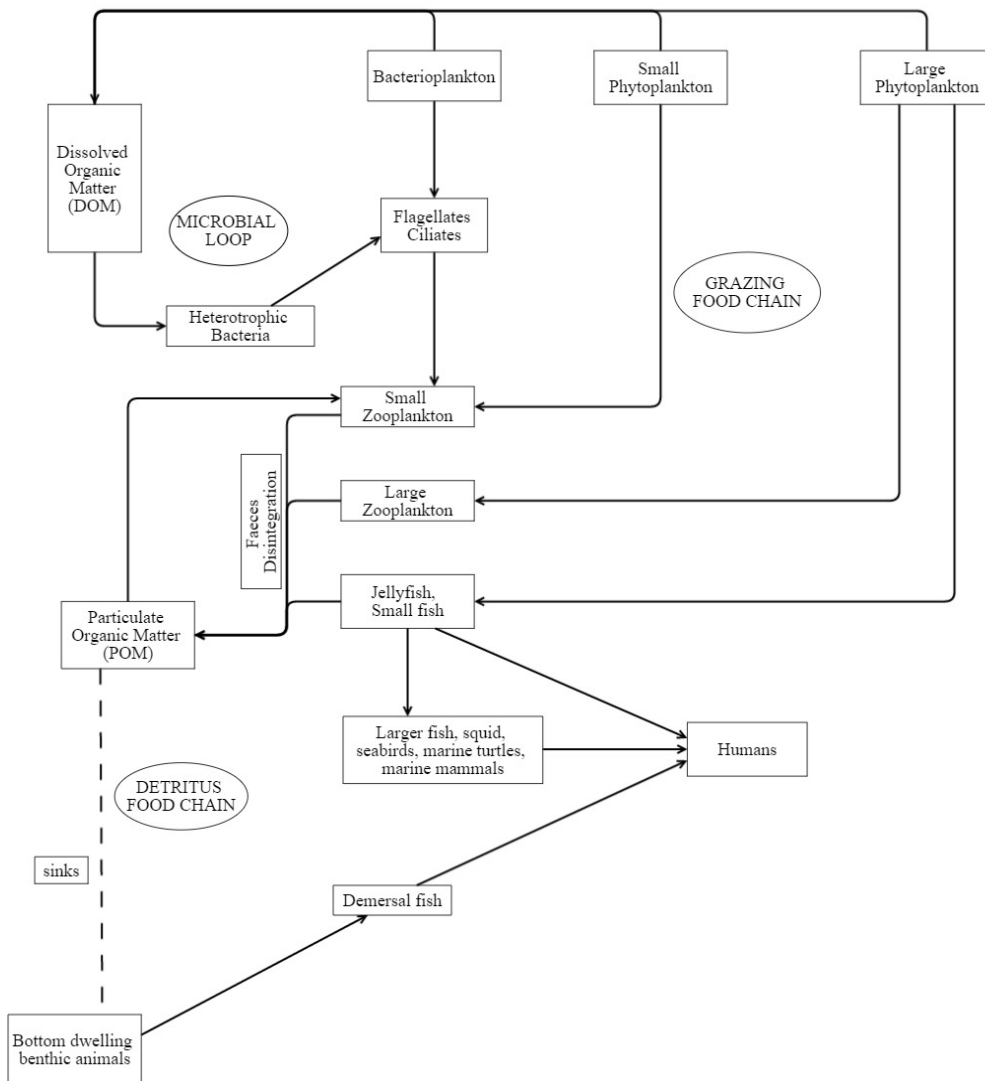 Bacterioplankton
Small
Phytoplankton
Large
Phytoplankton
Dissolved
Organic
Matter
(DOM)
MICROBIAL
LOOP
Flagellates
Ciliates
GRAZING
FOOD CHAIN
Heterotrophic
Bacteria
Small
Zooplankton
Faeces
Disintegration
Large
Zooplankton
Jellyfish,
Small fish
Particulate
Organic Matter
(POM)
Larger fish, squid,
seabirds, marine turtles,
marine mammals
Humans
DETRITUS
FOOD CHAIN
sinks
Demersal fish
Bottom dwelling
benthic animals